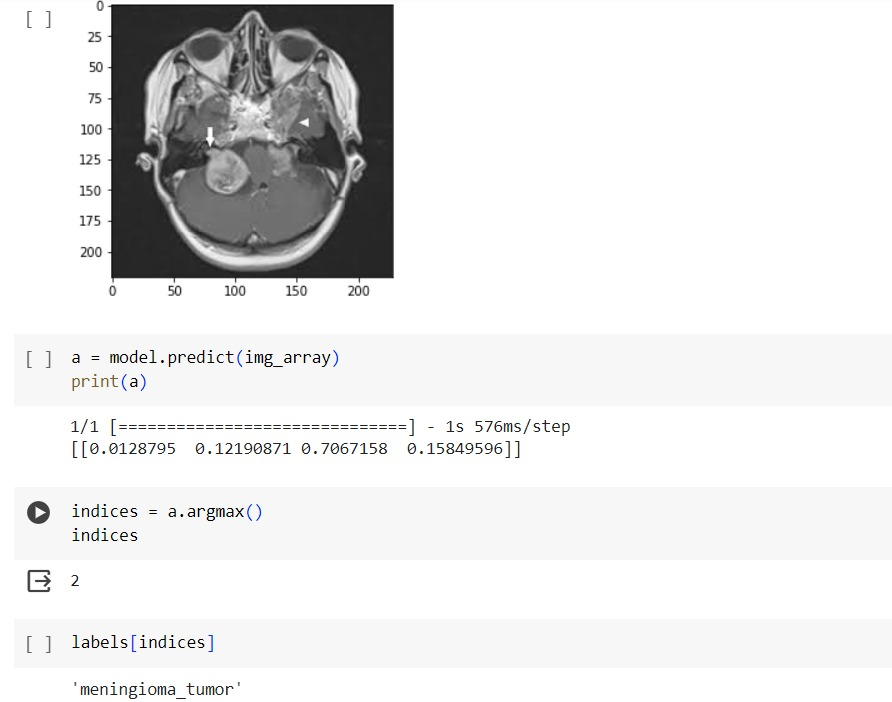 [ ]
0
25
50
75
100
125
150
175
200
0 50 100 150 200
[ ] a = model.predict(img_array)
print(a)
1/1 [==============================] - 1s 576ms/step
[[0.0128795  0.12190871 0.7067158  0.15849596]]
indices = a.argmax()
indices
2
[ ] labels[indices]
'meningioma_tumor'